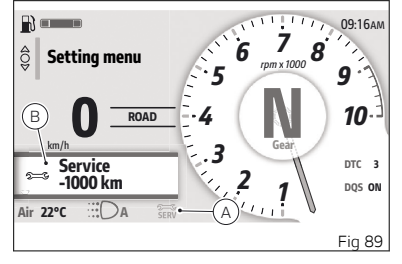 09:16AM
Setting menu
0
ROAD
km/h
B
Service
-1000 km
Air 22°C
A
SERV
A
rpm x 1000
1
2
3
4
5
6
7
8
9
10
N
Gear
DTC 3
DQS ON
Fig 89